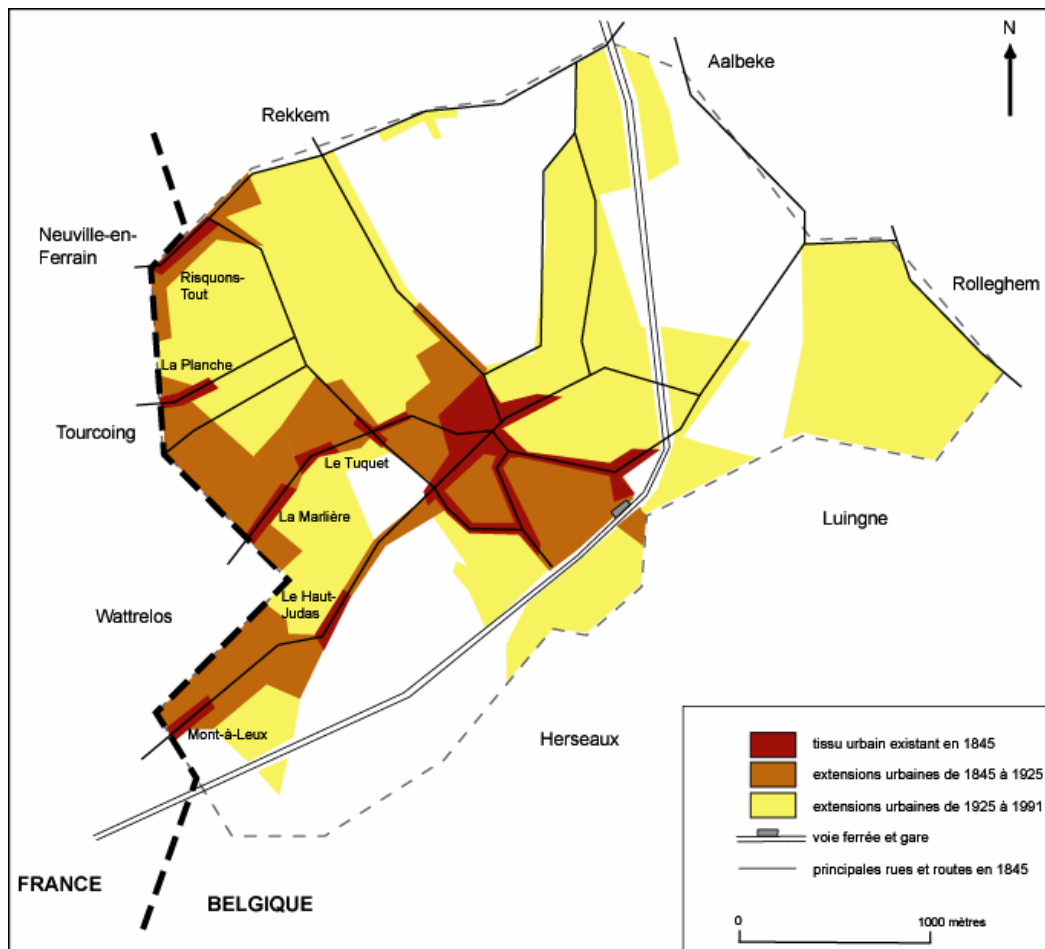 N
Aalbeke
Rekkem
Neuville-en-
Ferrain
Risquons-
Tout
Rolleghem
La Planche
Tourcoing
Le Tuquet
La Marlière
Luingne
Le Haut-
Judas
Wattrelos
Mont-à-Leux
Herseaux
tissu urbain existant en 1845
extensions urbaines de 1845 à 1925
extensions urbaines de 1925 à 1991
voie ferrée et gare
principales rues et routes en 1845
FRANCE
BELGIQUE
0
1000 mètres